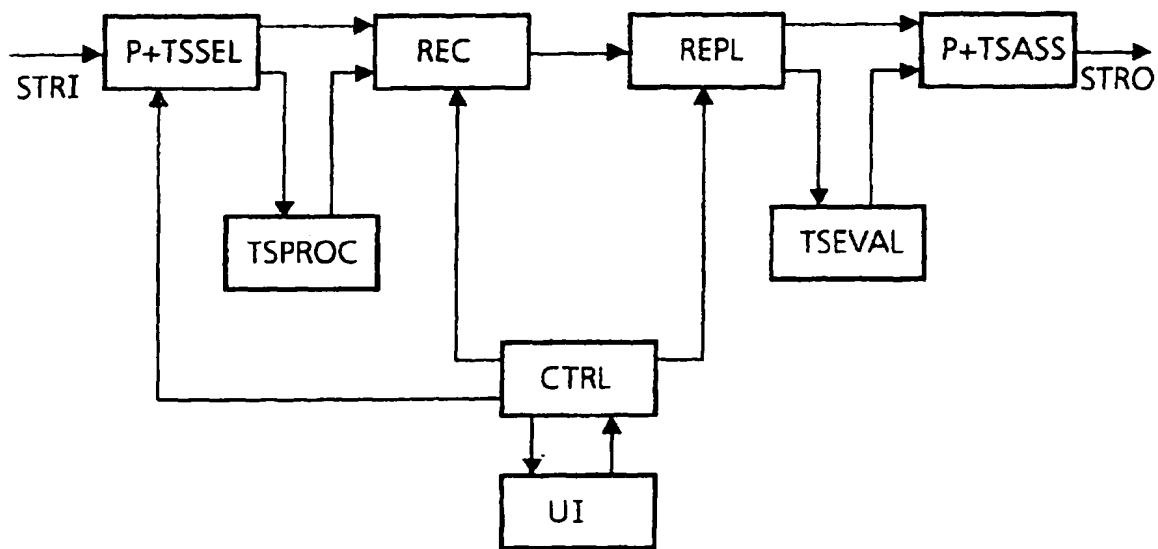 P+TSSEL
REC
REPL
P+TSASS
STRI
STRO
TSPROC
TSEVAL
CTRL
UI